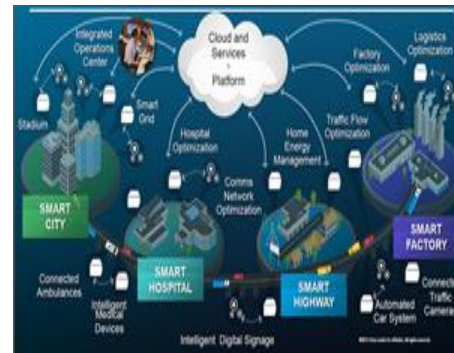 Integrated
Operations
Center
Cloud and
Services
Platform
Logistics
Optimization
Factory
Optimization
Stadium
Smart
Grid
Hospital
Optimization
Home
Energy
Management
Traffic Flow
Optimization
Comms
Network
Optimization
SMART
CITY
SMART
HOSPITAL
SMART
HIGHWAY
SMART
FACTORY
Connected
Ambulances
Intelligent
Medical
Devices
Intelligent Digital Signage
Automated
Car System
Connecte
Traffic
Camera